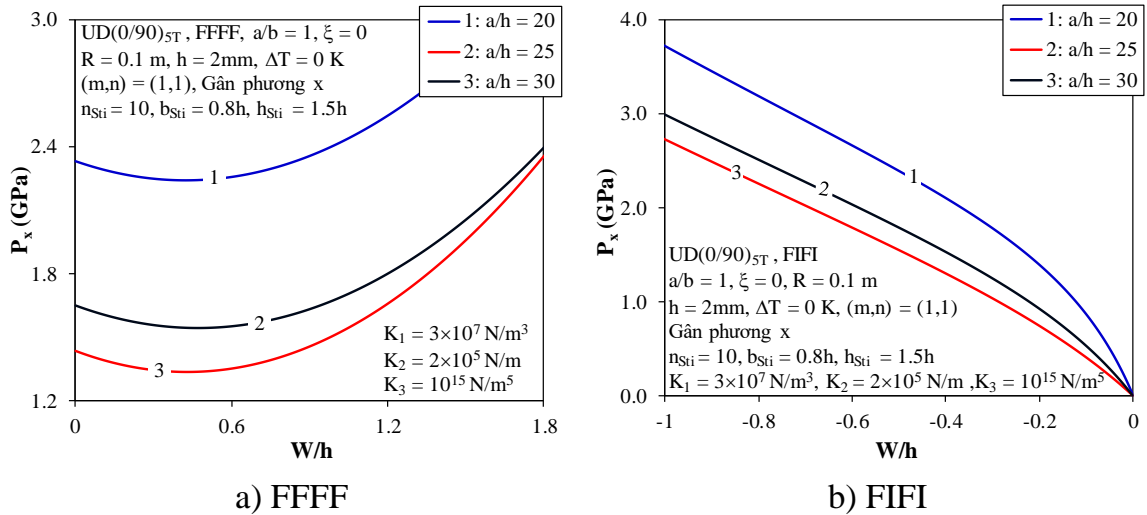 UD(0/90)5T , FFFF, a/b = 1, ξ = 0
R = 0.1 m, h = 2mm, ΔT = 0 K
(m,n) = (1,1), Gân phương x
nSti = 10, bSti = 0.8h, hSti = 1.5h
1: a/h = 20
2: a/h = 25
3: a/h = 30
3.0
2.4
1.8
1.2
Px (GPa)
1
2
3
K1 = 3×10^7 N/m^3
K2 = 2×10^5 N/m
K3 = 10^15 N/m^5
0
0.6
1.2
1.8
W/h
a) FFFF
1: a/h = 20
2: a/h = 25
3: a/h = 30
4.0
3.0
2.0
1.0
0.0
Px (GPa)
1
2
3
UD(0/90)5T , FIFI
a/b = 1, ξ = 0, R = 0.1 m
h = 2mm, ΔT = 0 K, (m,n) = (1,1)
Gân phương x
nSti = 10, bSti = 0.8h, hSti = 1.5h
K1 = 3×10^7 N/m^3, K2 = 2×10^5 N/m ,K3 = 10^15 N/m^5
-1
-0.8
-0.6
-0.4
-0.2
0
W/h
b) FIFI